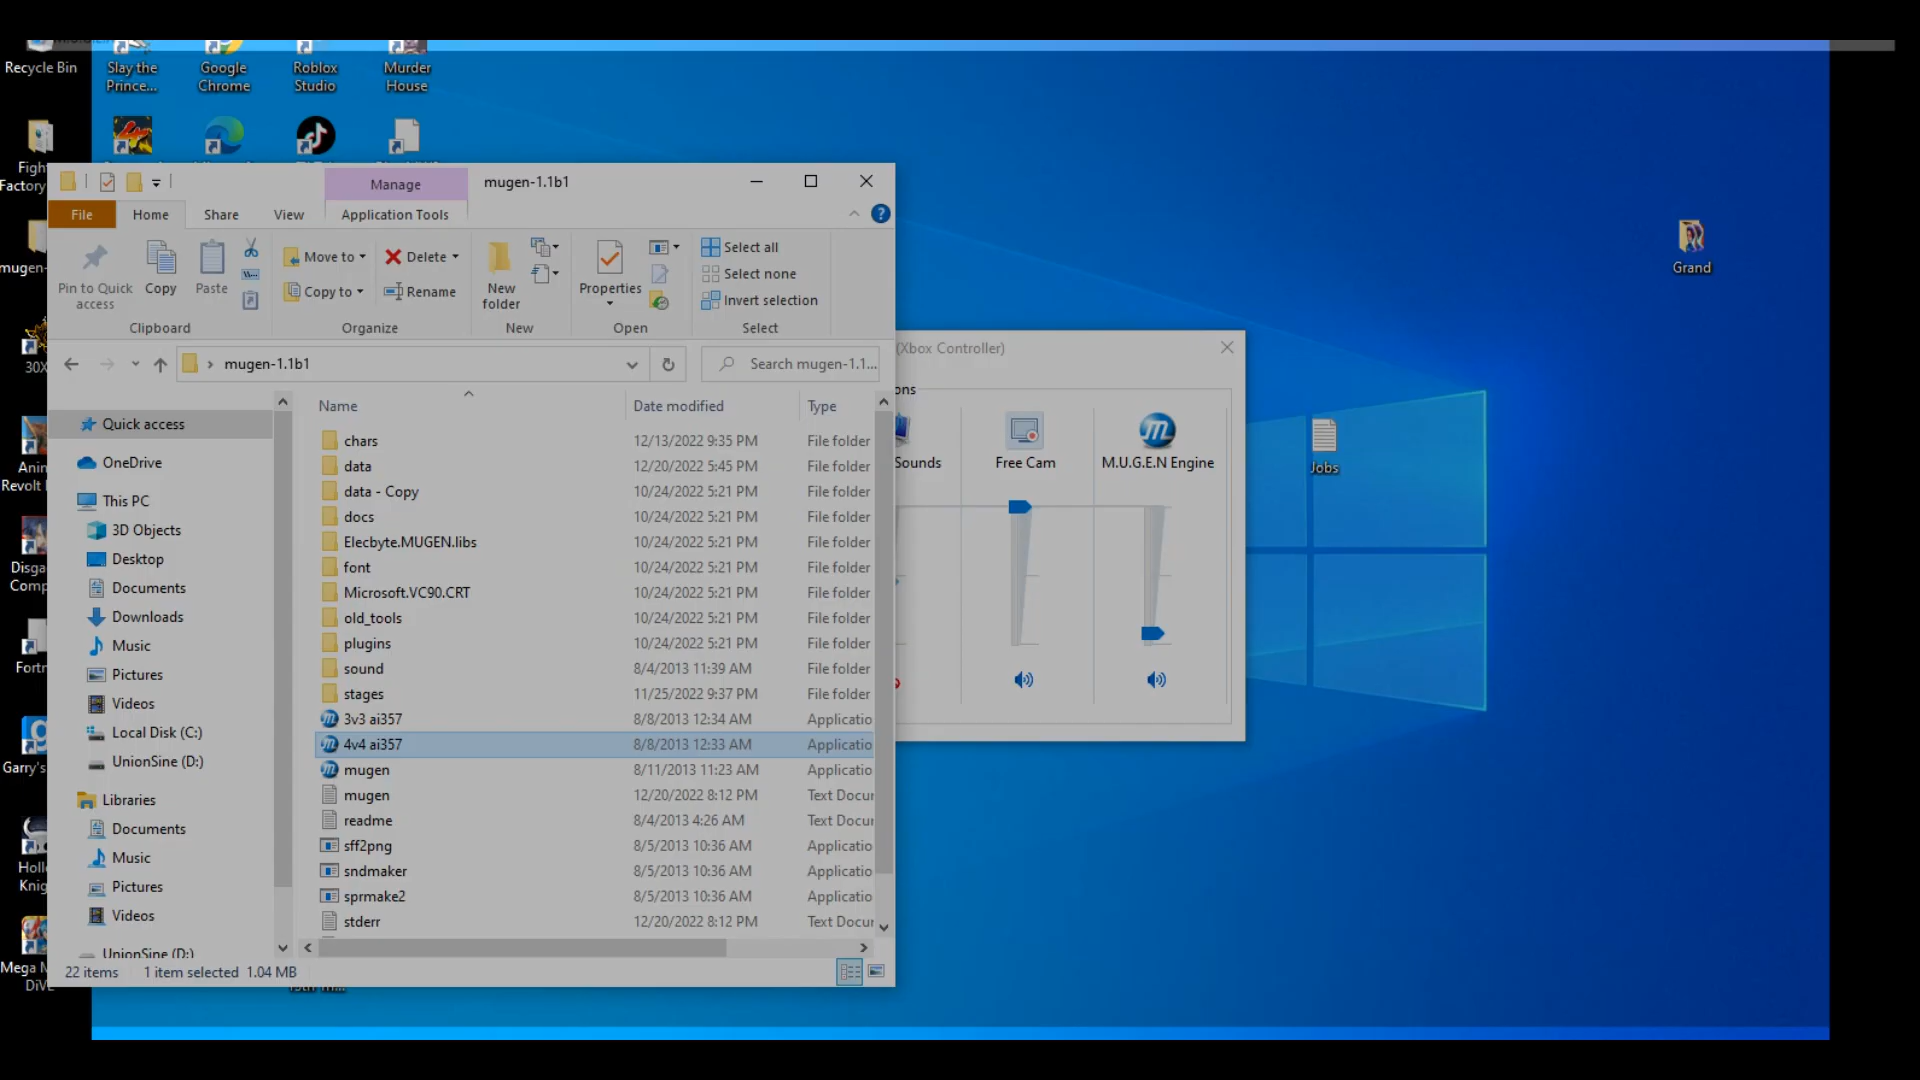 Recycle Bin
Slay the
Prince...
Google
Chrome
Roblox
Studio
Murder
House
Figh
Factory
mugen-
30X
Anin
Revolt
Disga
Comp
Fortn
Garry's
Holl
Knig
Mega M
DiVE
Grand
Jobs
Manage
mugen-1.1b1
File
Home
Share
View
Application Tools
Pin to Quick
access
Copy
Paste
Clipboard
Move to
Copy to
Delete
Rename
Organize
New
folder
New
Properties
Open
Select all
Select none
Invert selection
Select
mugen-1.1b1
Search mugen-1.1...
Quick access
OneDrive
This PC
3D Objects
Desktop
Documents
Downloads
Music
Pictures
Videos
Local Disk (C:)
UnionSine (D:)
Libraries
Documents
Music
Pictures
Videos
UnionSine (D:)
Name Date modified Type
chars 12/13/2022 9:35 PM File folder
data 12/20/2022 5:45 PM File folder
data - Copy 10/24/2022 5:21 PM File folder
docs 10/24/2022 5:21 PM File folder
Elecbyte.MUGEN.libs 10/24/2022 5:21 PM File folder
font 10/24/2022 5:21 PM File folder
Microsoft.VC90.CRT 10/24/2022 5:21 PM File folder
old_tools 10/24/2022 5:21 PM File folder
plugins 10/24/2022 5:21 PM File folder
sound 8/4/2013 11:39 AM File folder
stages 11/25/2022 9:37 PM File folder
3v3 ai357 8/8/2013 12:34 AM Applicatio
4v4 ai357 8/8/2013 12:33 AM Applicatio
mugen 8/11/2013 11:23 AM Applicatio
mugen 12/20/2022 8:12 PM Text Docur
readme 8/4/2013 4:26 AM Text Docur
sff2png 8/5/2013 10:36 AM Applicatio
sndmaker 8/5/2013 10:36 AM Applicatio
sprmake2 8/5/2013 10:36 AM Applicatio
stderr 12/20/2022 8:12 PM Text Docur
22 items 1 item selected 1.04 MB
(Xbox Controller)
ons
Sounds
Free Cam
M.U.G.E.N Engine